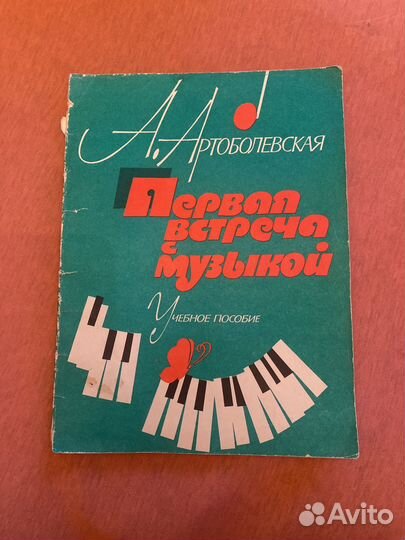 А. Артоболевская
Первая
встреча
с
музыкой
Учебное пособие
Avito